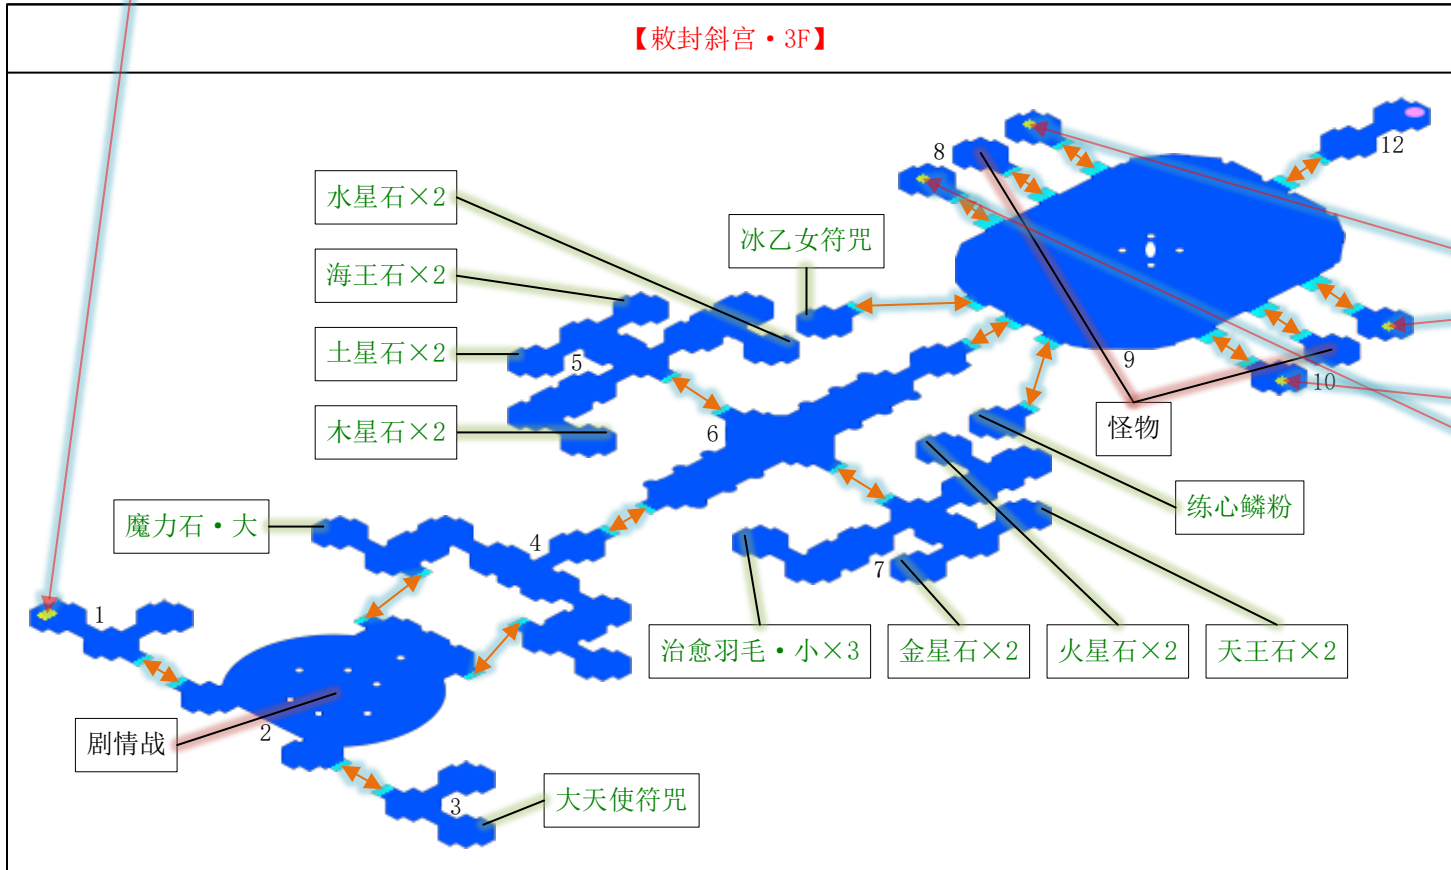 【敕封斜宫·3F】
12
8
水星石×2
冰乙女符咒
海王石×2
土星石×2
5
9
10
木星石×2
6
怪物
练心鳞粉
魔力石·大
4
7
1
治愈羽毛·小×3
金星石×2
火星石×2
天王石×2
剧情战
2
3
大天使符咒